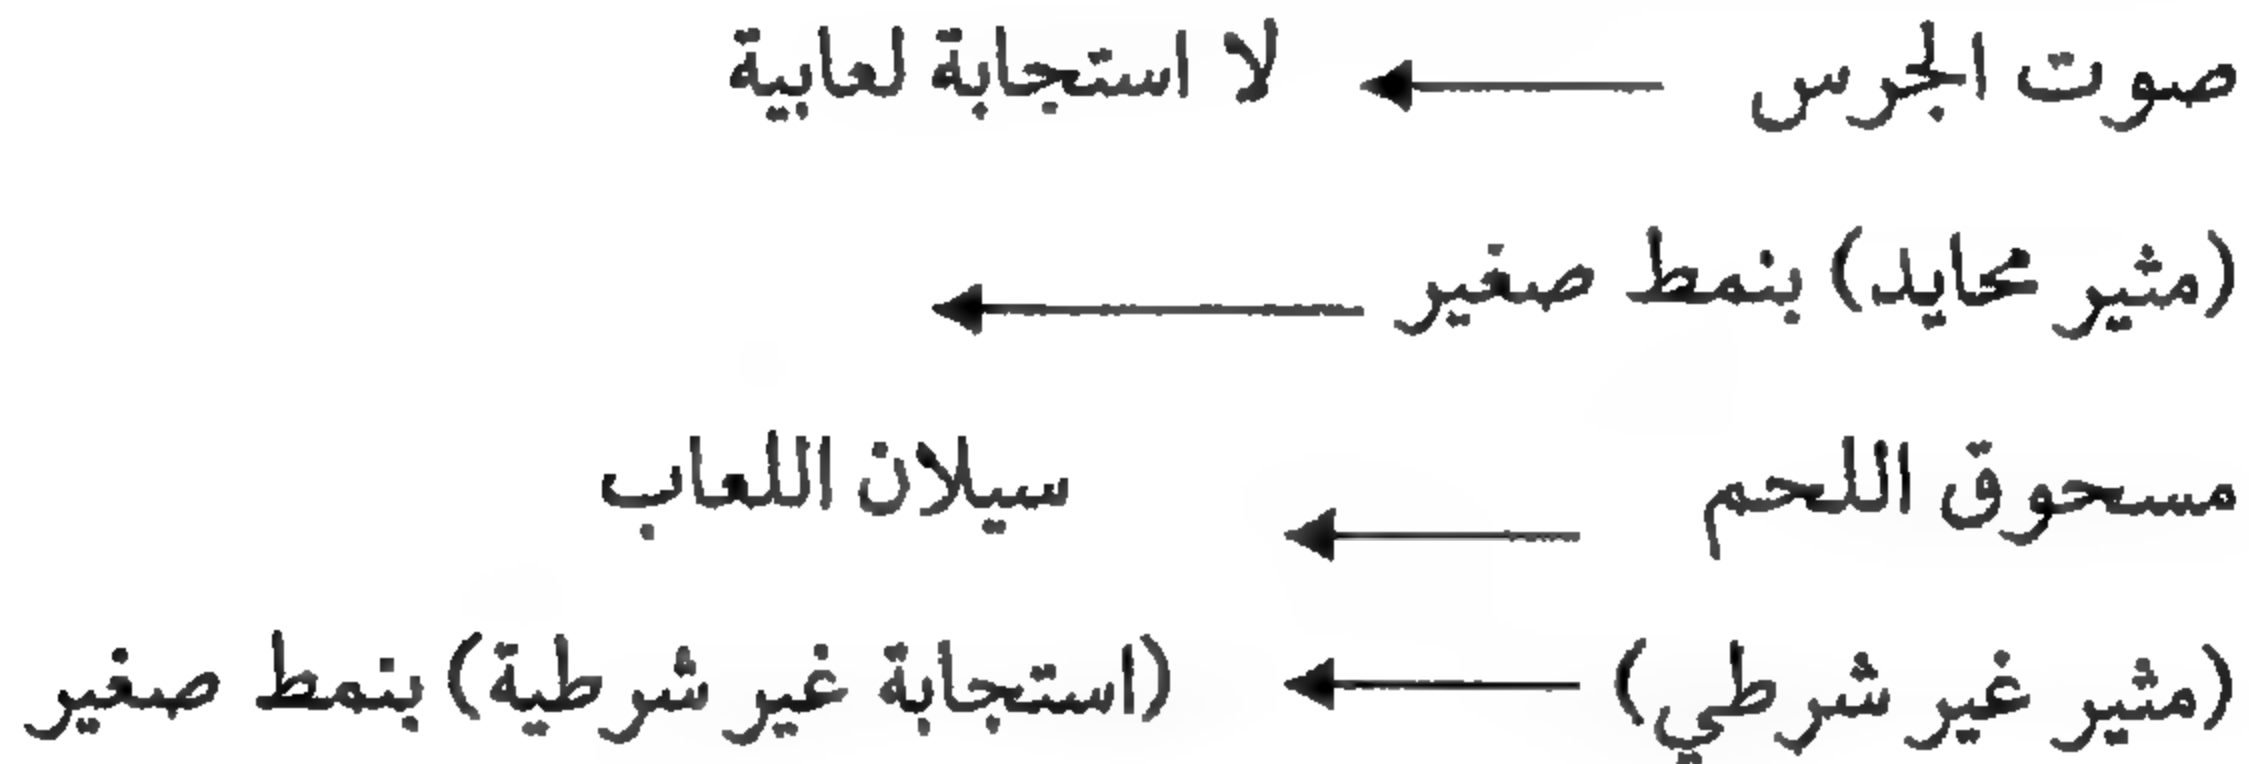 صوت الجرس لا استجابة لعابية
(مثير محايد) بنمط صغير
مسحوق اللحم سيلان اللعاب
(مثير غير شرطي) (استجابة غير شرطية) بنمط صغير